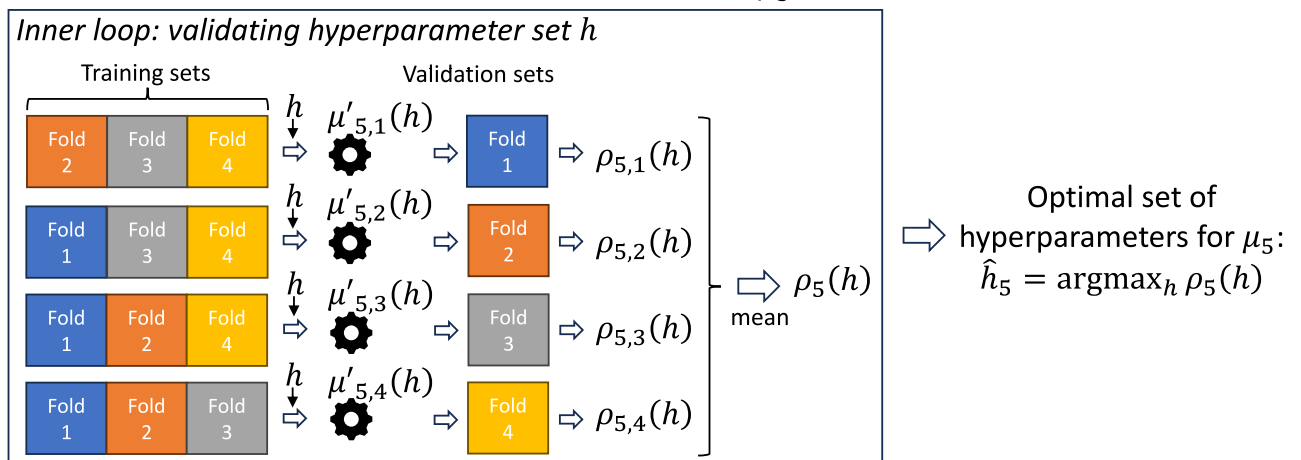 Inner loop: validating hyperparameter set h
Training sets
Validation sets
Fold 2
Fold 3
Fold 4
h
μ′5,1(h)
Fold 1
ρ5,1(h)
Fold 1
Fold 3
Fold 4
h
μ′5,2(h)
Fold 2
ρ5,2(h)
Fold 1
Fold 2
Fold 4
h
μ′5,3(h)
Fold 3
ρ5,3(h)
Fold 1
Fold 2
Fold 3
h
μ′5,4(h)
Fold 4
ρ5,4(h)
mean
ρ5(h)
Optimal set of
hyperparameters for μ5:
ĥ5 = argmaxh ρ5(h)